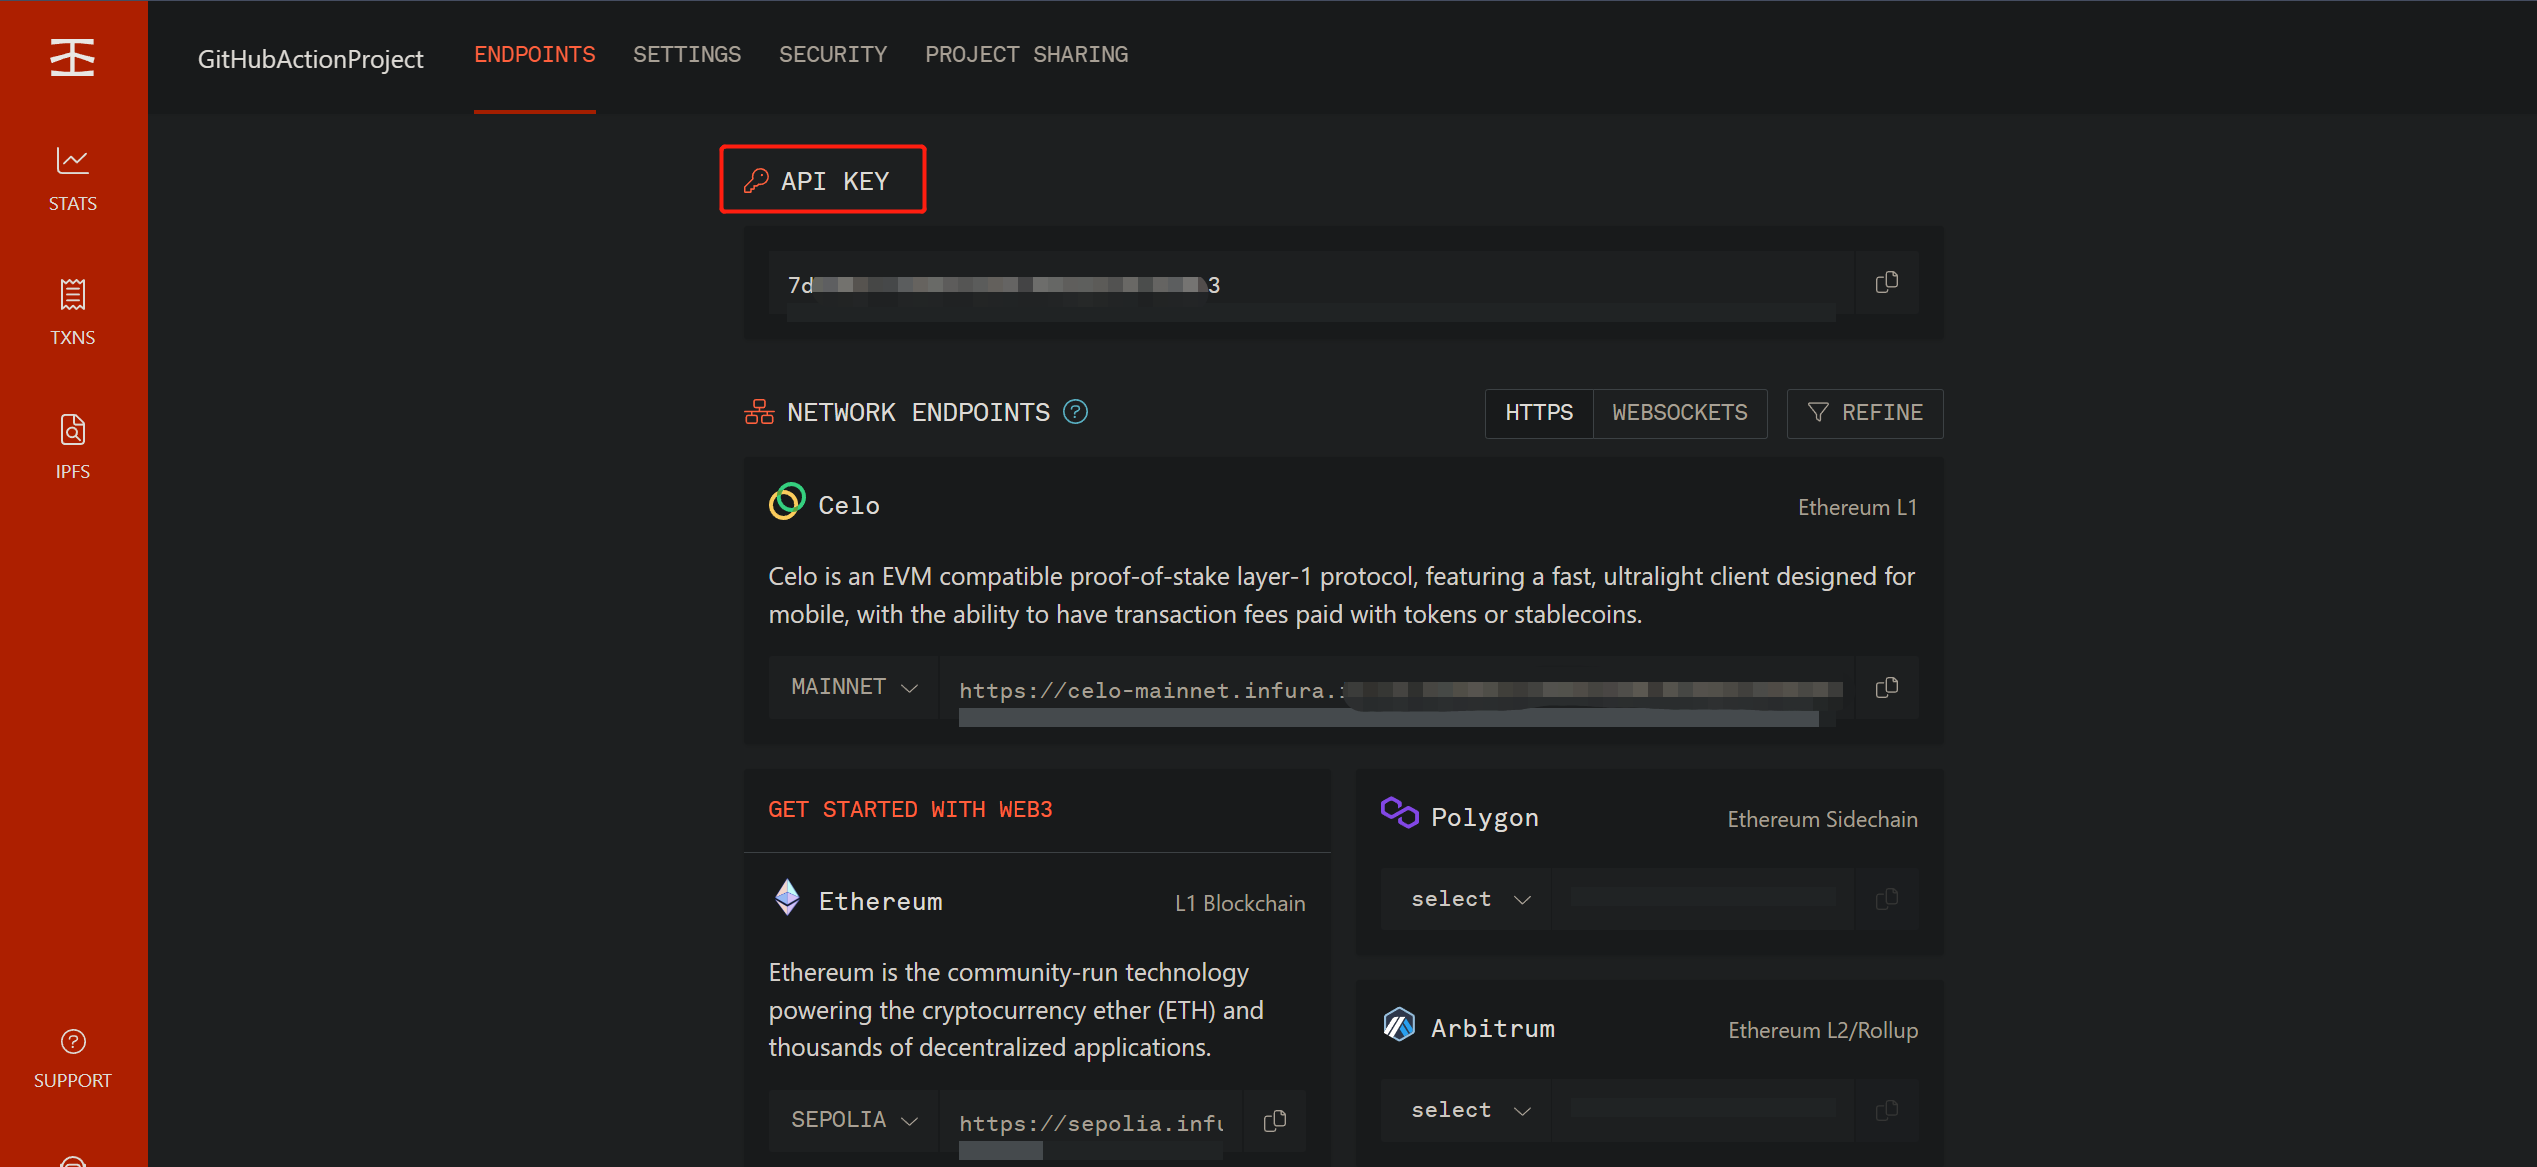 GitHubActionProject
ENDPOINTS
SETTINGS
SECURITY
PROJECT SHARING
STATS
TXNS
IPFS
SUPPORT
API KEY
7d
3
NETWORK ENDPOINTS
HTTPS
WEBSOCKETS
REFINE
Celo
Ethereum L1
Celo is an EVM compatible proof-of-stake layer-1 protocol, featuring a fast, ultralight client designed for
mobile, with the ability to have transaction fees paid with tokens or stablecoins.
MAINNET
https://celo-mainnet.infura.i
GET STARTED WITH WEB3
Ethereum
L1 Blockchain
Ethereum is the community-run technology
powering the cryptocurrency ether (ETH) and
thousands of decentralized applications.
SEPOLIA
https://sepolia.infu
Polygon
Ethereum Sidechain
select
Arbitrum
Ethereum L2/Rollup
select